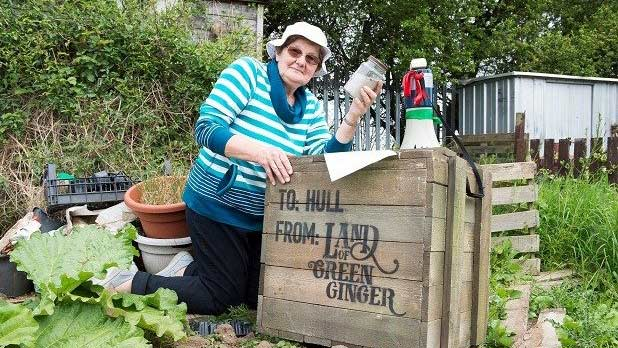 TO: HULL
FROM: LAND
OF
GREEN
GINGER